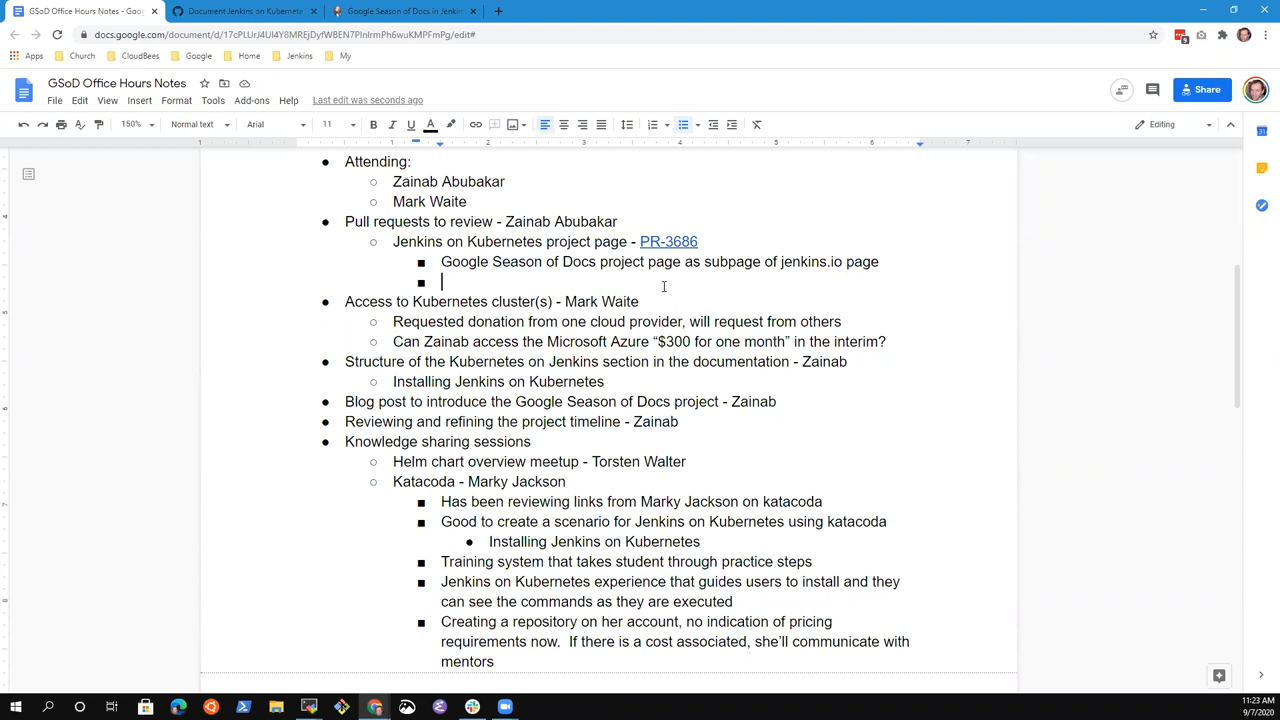 GSoD Office Hours Notes - Goog
Document Jenkins on Kubernete
Google Season of Docs in Jenkin
docs.google.com/document/d/
Apps
Church
CloudBees
Google
Home
Jenkins
My
GSoD Office Hours Notes
File Edit View Insert Format Tools Add-ons Help Last edit was seconds ago
Share
150% Normal text Arial 11 B I U A Editing
1 1 2 3 4 5 6 7
● Attending:
○ Zainab Abubakar
○ Mark Waite
● Pull requests to review - Zainab Abubakar
○ Jenkins on Kubernetes project page - PR-3686
■ Google Season of Docs project page as subpage of jenkins.io page
■
● Access to Kubernetes cluster(s) - Mark Waite
○ Requested donation from one cloud provider, will request from others
○ Can Zainab access the Microsoft Azure “$300 for one month” in the interim?
● Structure of the Kubernetes on Jenkins section in the documentation - Zainab
○ Installing Jenkins on Kubernetes
● Blog post to introduce the Google Season of Docs project - Zainab
● Reviewing and refining the project timeline - Zainab
● Knowledge sharing sessions
○ Helm chart overview meetup - Torsten Walter
○ Katacoda - Marky Jackson
■ Has been reviewing links from Marky Jackson on katacoda
■ Good to create a scenario for Jenkins on Kubernetes using katacoda
● Installing Jenkins on Kubernetes
■ Training system that takes student through practice steps
■ Jenkins on Kubernetes experience that guides users to install and they
can see the commands as they are executed
■ Creating a repository on her account, no indication of pricing
requirements now.  If there is a cost associated, she’ll communicate with
mentors
11:23 AM
9/7/2020